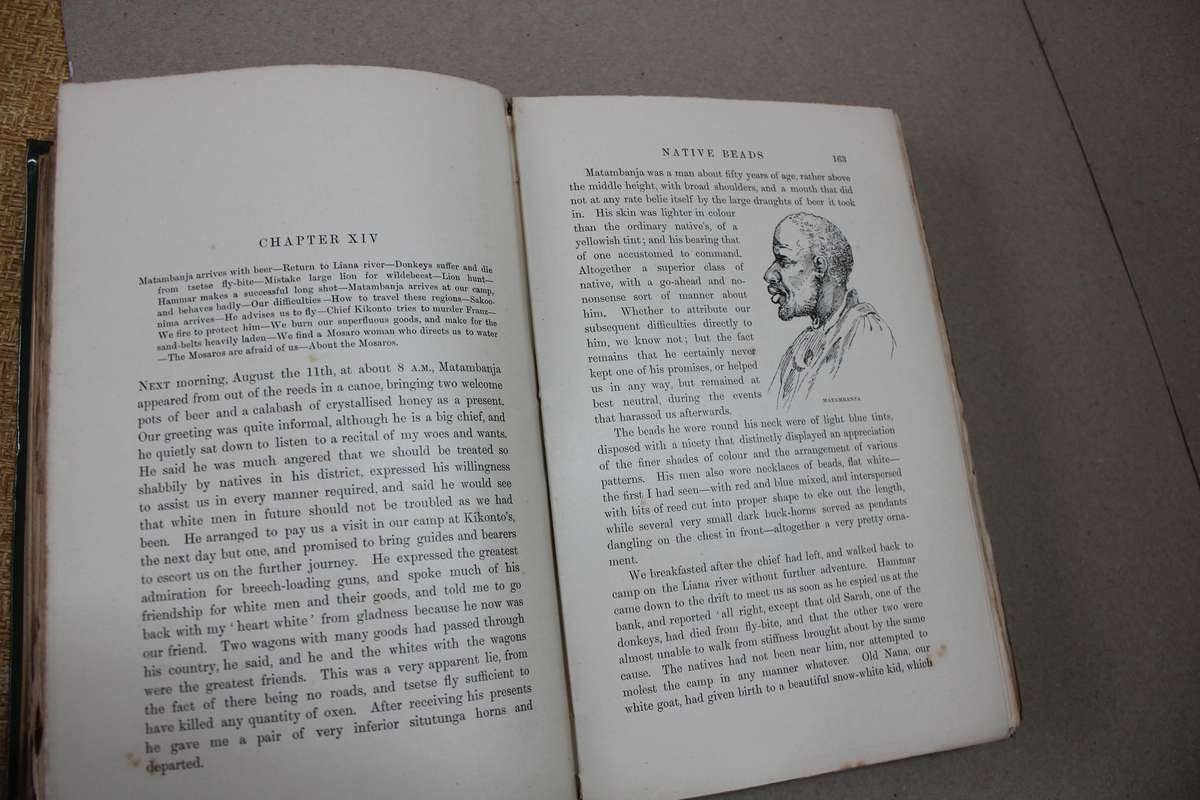 CHAPTER XIV
Matambanja arrives with beer—Return to Liana river—Donkeys suffer and die
from tsetse fly-bite—Mistake large lion for wildebeest—Lion hunt—
Hammar makes a successful long shot—Matambanja arrives at our camp,
and behaves badly—Our difficulties—How to travel these regions—Sakoo-
nima arrives—He advises us to fly—Chief Kikonto tries to murder Franz—
We fire to protect him—We burn our superfluous goods, and make for the
sand-belts heavily laden—We find a Mosaro woman who directs us to water
—The Mosaros are afraid of us—About the Mosaros.
NEXT morning, August the 11th, at about 8 A.M., Matambanja
appeared from out of the reeds in a canoe, bringing two welcome
pots of beer and a calabash of crystallised honey as a present.
Our greeting was quite informal, although he is a big chief, and
he quietly sat down to listen to a recital of my woes and wants.
He said he was much angered that we should be treated so
shabbily by natives in his district, expressed his willingness
to assist us in every manner required, and said he would see
that white men in future should not be troubled as we had
been. He arranged to pay us a visit in our camp at Kikonto's,
the next day but one, and promised to bring guides and bearers
to escort us on the further journey. He expressed the greatest
admiration for breech-loading guns, and spoke much of his
friendship for white men and their goods, and told me to go
back with my 'heart white' from gladness because he now was
our friend. Two wagons with many goods had passed through
his country, he said, and he and the whites with the wagons
were the greatest friends. This was a very apparent lie, from
the fact of there being no roads, and tsetse fly sufficient to
have killed any quantity of oxen. After receiving his presents
he gave me a pair of very inferior situtunga horns and
departed.
NATIVE BEADS 163
Matambanja was a man about fifty years of age, rather above
the middle height, with broad shoulders, and a mouth that did
not at any rate belie itself by the large draughts of beer it took
in. His skin was lighter in colour
than the ordinary native's, of a
yellowish tint; and his bearing that
of one accustomed to command.
Altogether a superior class of
native, with a go-ahead and no-
nonsense sort of manner about
him. Whether to attribute our
subsequent difficulties directly to
him, we know not; but the fact
remains that he certainly never
kept one of his promises, or helped
us in any way, but remained at
best neutral, during the events
that harassed us afterwards.
MATAMBANJA
The beads he wore round his neck were of light blue tints,
disposed with a nicety that distinctly displayed an appreciation
of the finer shades of colour and the arrangement of various
patterns. His men also wore necklaces of beads, flat white—
the first I had seen—with red and blue mixed, and interspersed
with bits of reed cut into proper shape to eke out the length,
while several very small dark buck-horns served as pendants
dangling on the chest in front—altogether a very pretty orna-
ment.
We breakfasted after the chief had left, and walked back to
camp on the Liana river without further adventure. Hammar
came down to the drift to meet us as soon as he espied us at the
bank, and reported 'all right, except that old Sarah, one of the
donkeys, had died from fly-bite, and that the other two were
almost unable to walk from stiffness brought about by the same
cause. The natives had not been near him, nor attempted to
molest the camp in any manner whatever. Old Nana, our
white goat, had given birth to a beautiful snow-white kid, which